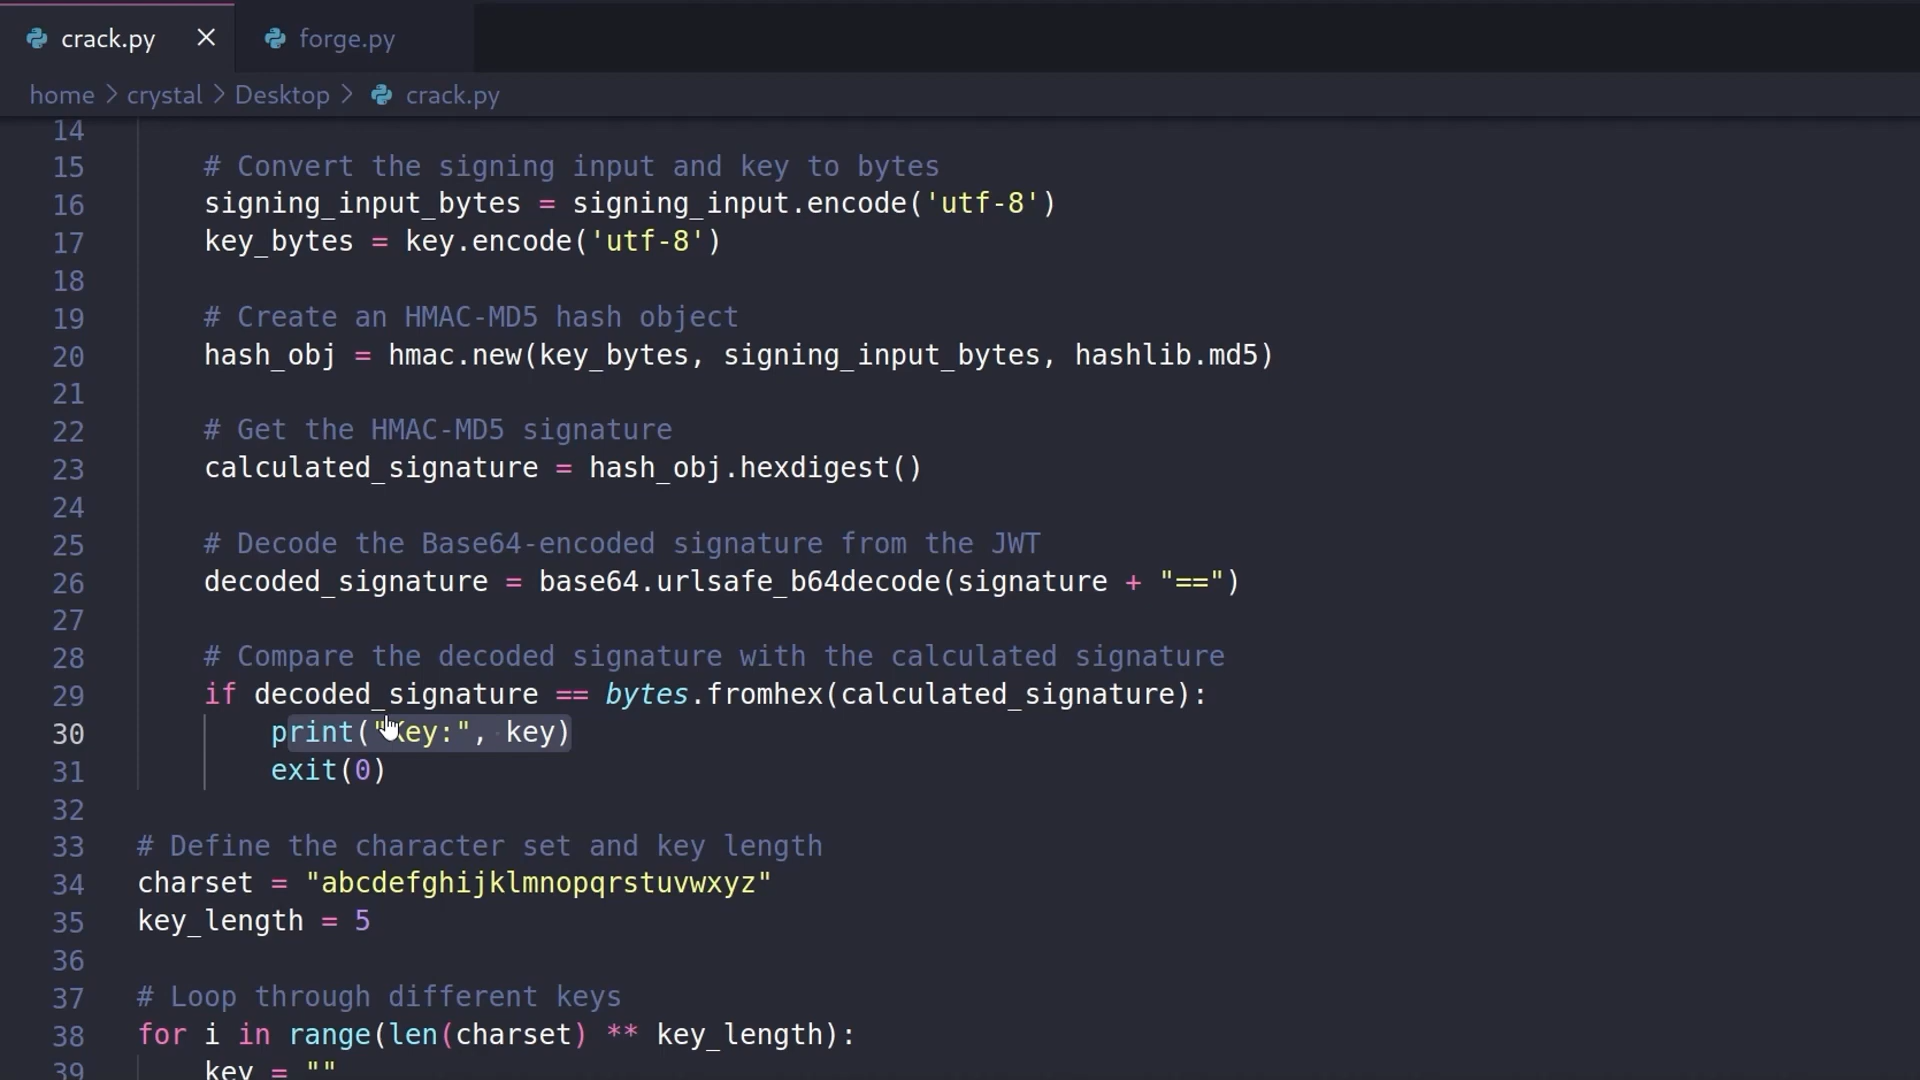 crack.py
forge.py
home > crystal > Desktop > crack.py
14
15 # Convert the signing input and key to bytes
16 signing_input_bytes = signing_input.encode('utf-8')
17 key_bytes = key.encode('utf-8')
18
19 # Create an HMAC-MD5 hash object
20 hash_obj = hmac.new(key_bytes, signing_input_bytes, hashlib.md5)
21
22 # Get the HMAC-MD5 signature
23 calculated_signature = hash_obj.hexdigest()
24
25 # Decode the Base64-encoded signature from the JWT
26 decoded_signature = base64.urlsafe_b64decode(signature + "==")
27
28 # Compare the decoded signature with the calculated signature
29 if decoded_signature == bytes.fromhex(calculated_signature):
30 print("Key:", key)
31 exit(0)
32
33 # Define the character set and key length
34 charset = "abcdefghijklmnopqrstuvwxyz"
35 key_length = 5
36
37 # Loop through different keys
38 for i in range(len(charset) ** key_length):
39 key = ""